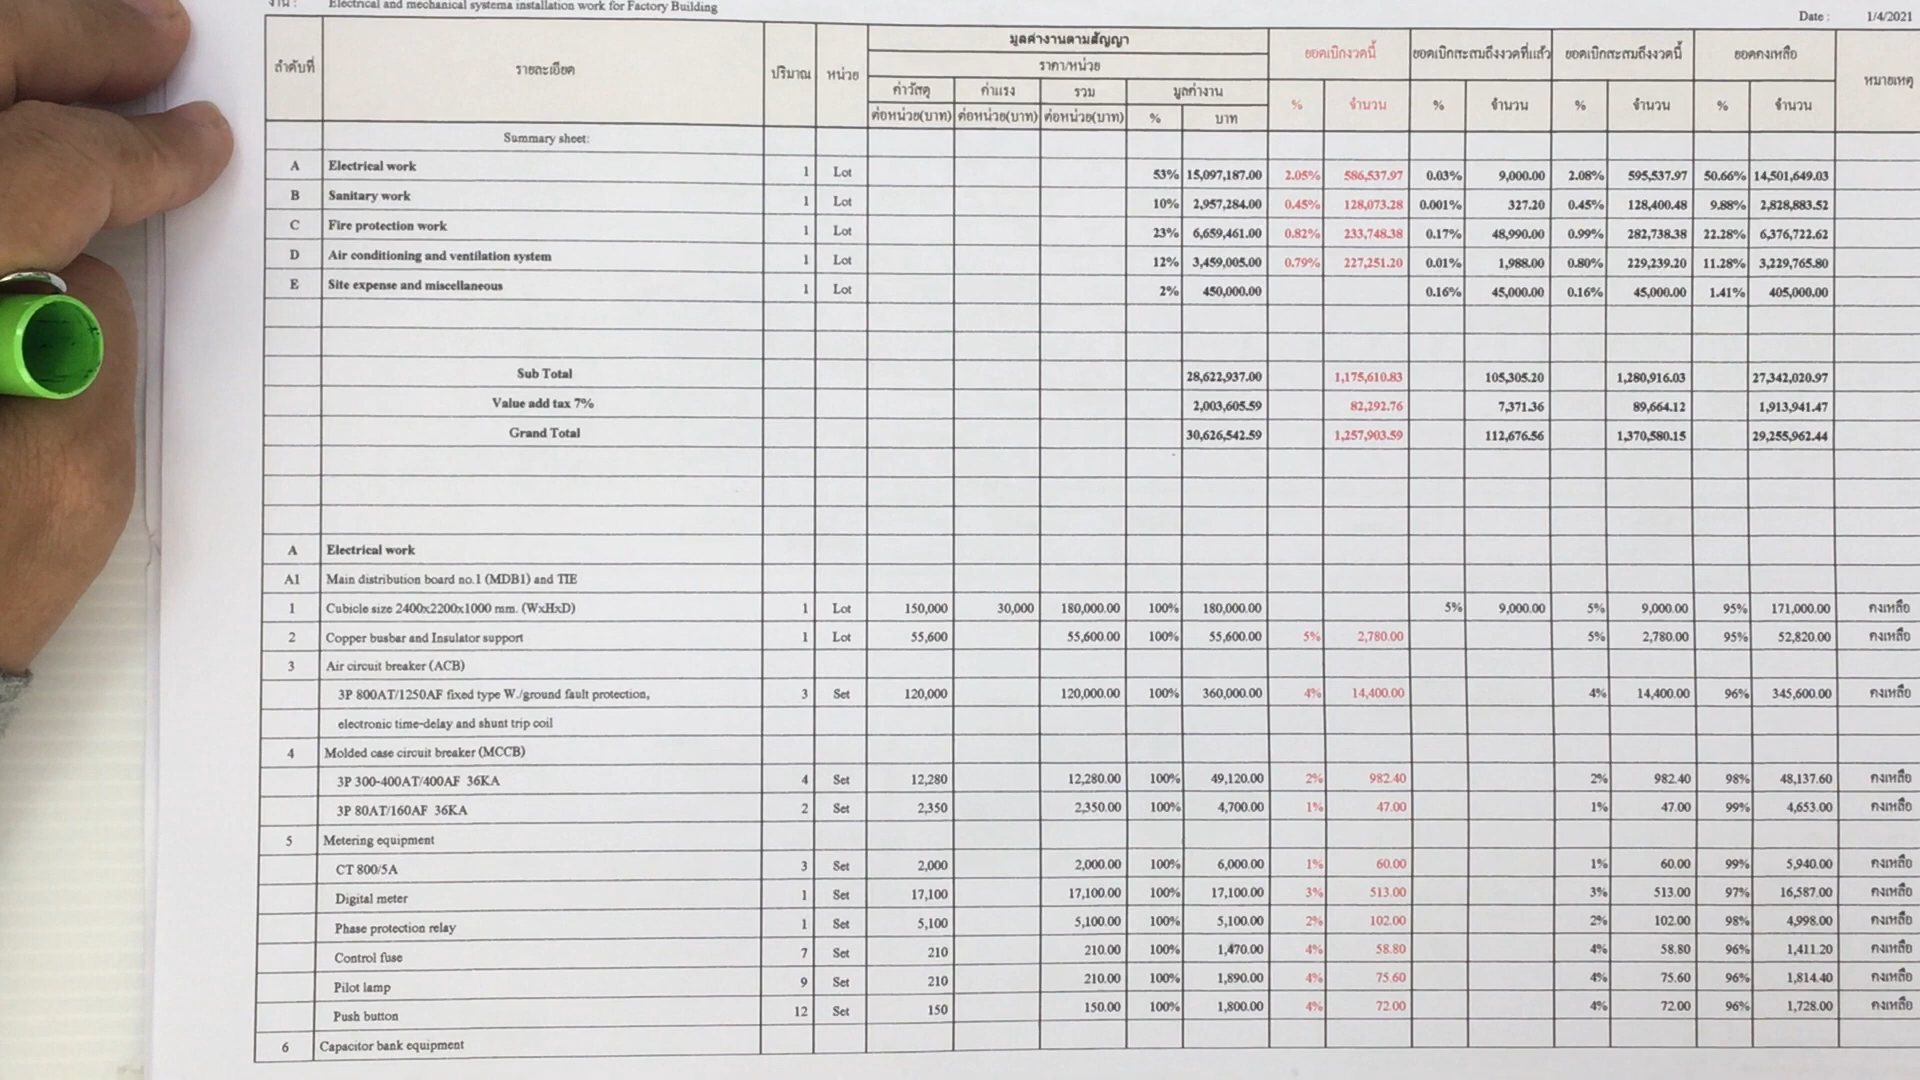 งาน : Electrical and mechanical systema installation work for Factory Building
Date : 1/4/2021
ลำดับที่ รายละเอียด ปริมาณ หน่วย มูลค่างานตามสัญญา ยอดเบิกงวดนี้ ยอดเบิกสะสมถึงงวดที่แล้ว ยอดเบิกสะสมถึงงวดนี้ ยอดคงเหลือ หมายเหตุ
ราคา/หน่วย
ค่าวัสดุ ค่าแรง รวม มูลค่างาน % จำนวน % จำนวน % จำนวน % จำนวน
ต่อหน่วย(บาท) ต่อหน่วย(บาท) ต่อหน่วย(บาท) % บาท
Summary sheet:
A Electrical work 1 Lot 53% 15,097,187.00 2.05% 586,537.97 0.03% 9,000.00 2.08% 595,537.97 50.66% 14,501,649.03
B Sanitary work 1 Lot 10% 2,957,284.00 0.45% 128,073.28 0.001% 327.20 0.45% 128,400.48 9.88% 2,828,883.52
C Fire protection work 1 Lot 23% 6,659,461.00 0.82% 233,748.38 0.17% 48,990.00 0.99% 282,738.38 22.28% 6,376,722.62
D Air conditioning and ventilation system 1 Lot 12% 3,459,005.00 0.79% 227,251.20 0.01% 1,988.00 0.80% 229,239.20 11.28% 3,229,765.80
E Site expense and miscellaneous 1 Lot 2% 450,000.00 0.16% 45,000.00 0.16% 45,000.00 1.41% 405,000.00
Sub Total 28,622,937.00 1,175,610.83 105,305.20 1,280,916.03 27,342,020.97
Value add tax 7% 2,003,605.59 82,292.76 7,371.36 89,664.12 1,913,941.47
Grand Total 30,626,542.59 1,257,903.59 112,676.56 1,370,580.15 29,255,962.44
A Electrical work
A1 Main distribution board no.1 (MDB1) and TIE
1 Cubicle size 2400x2200x1000 mm. (WxHxD) 1 Lot 150,000 30,000 180,000.00 100% 180,000.00 5% 9,000.00 5% 9,000.00 95% 171,000.00 คงเหลือ
2 Copper busbar and Insulator support 1 Lot 55,600 55,600.00 100% 55,600.00 5% 2,780.00 5% 2,780.00 95% 52,820.00 คงเหลือ
3 Air circuit breaker (ACB)
3P 800AT/1250AF fixed type W./ground fault protection, 3 Set 120,000 120,000.00 100% 360,000.00 4% 14,400.00 4% 14,400.00 96% 345,600.00 คงเหลือ
electronic time-delay and shunt trip coil
4 Molded case circuit breaker (MCCB)
3P 300-400AT/400AF 36KA 4 Set 12,280 12,280.00 100% 49,120.00 2% 982.40 2% 982.40 98% 48,137.60 คงเหลือ
3P 80AT/160AF 36KA 2 Set 2,350 2,350.00 100% 4,700.00 1% 47.00 1% 47.00 99% 4,653.00 คงเหลือ
5 Metering equipment
CT 800/5A 3 Set 2,000 2,000.00 100% 6,000.00 1% 60.00 1% 60.00 99% 5,940.00 คงเหลือ
Digital meter 1 Set 17,100 17,100.00 100% 17,100.00 3% 513.00 3% 513.00 97% 16,587.00 คงเหลือ
Phase protection relay 1 Set 5,100 5,100.00 100% 5,100.00 2% 102.00 2% 102.00 98% 4,998.00 คงเหลือ
Control fuse 7 Set 210 210.00 100% 1,470.00 4% 58.80 4% 58.80 96% 1,411.20 คงเหลือ
Pilot lamp 9 Set 210 210.00 100% 1,890.00 4% 75.60 4% 75.60 96% 1,814.40 คงเหลือ
Push button 12 Set 150 150.00 100% 1,800.00 4% 72.00 4% 72.00 96% 1,728.00 คงเหลือ
6 Capacitor bank equipment